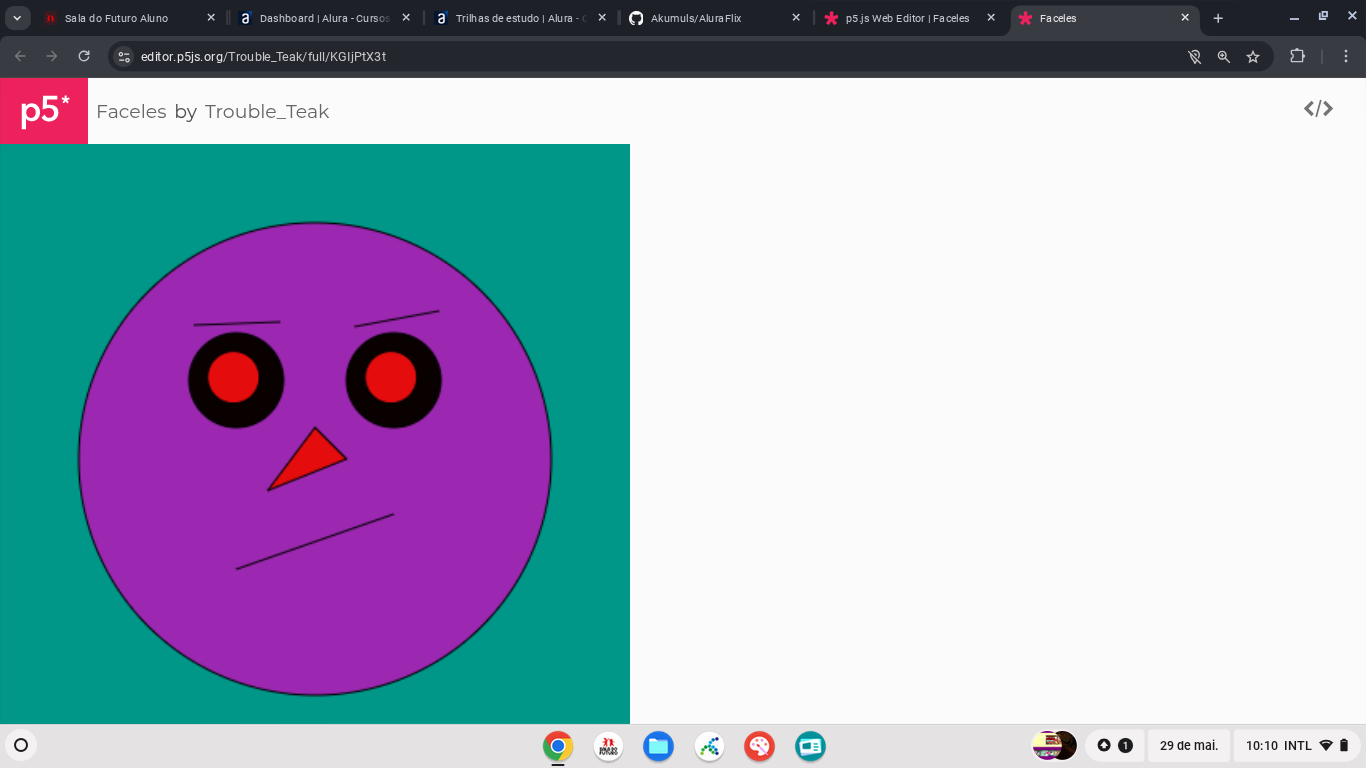 Sala do Futuro Aluno
Dashboard | Alura - Cursos
Trilhas de estudo | Alura - C
Akumuls/AluraFlix
p5.js Web Editor | Faceles
Faceles
editor.p5js.org/Trouble_Teak/full/KGIjPtX3t
p5*
Faceles by Trouble_Teak
</>
1
29 de mai.
10:10 INTL